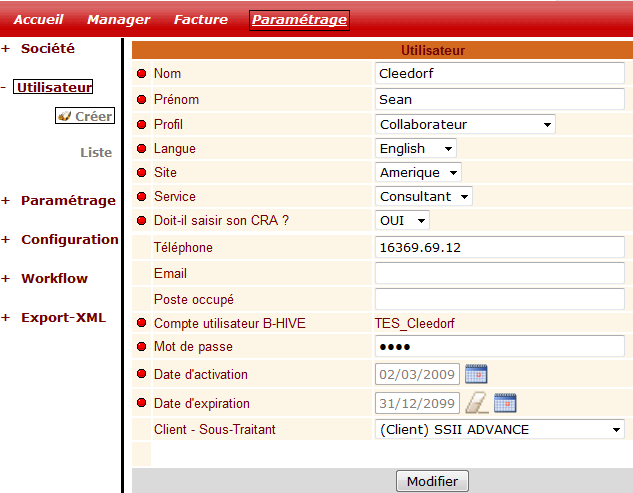 Accueil Manager Facture Paramétrage
+ Société
- Utilisateur
Créer
Liste
+ Paramétrage
+ Configuration
+ Workflow
+ Export-XML
Utilisateur
Nom Cleedorf
Prénom Sean
Profil Collaborateur
Langue English
Site Amerique
Service Consultant
Doit-il saisir son CRA ? OUI
Téléphone 16369.69.12
Email
Poste occupé
Compte utilisateur B-HIVE TES_Cleedorf
Mot de passe ••••
Date d'activation 02/03/2009
Date d'expiration 31/12/2099
Client - Sous-Traitant (Client) SSII ADVANCE
Modifier